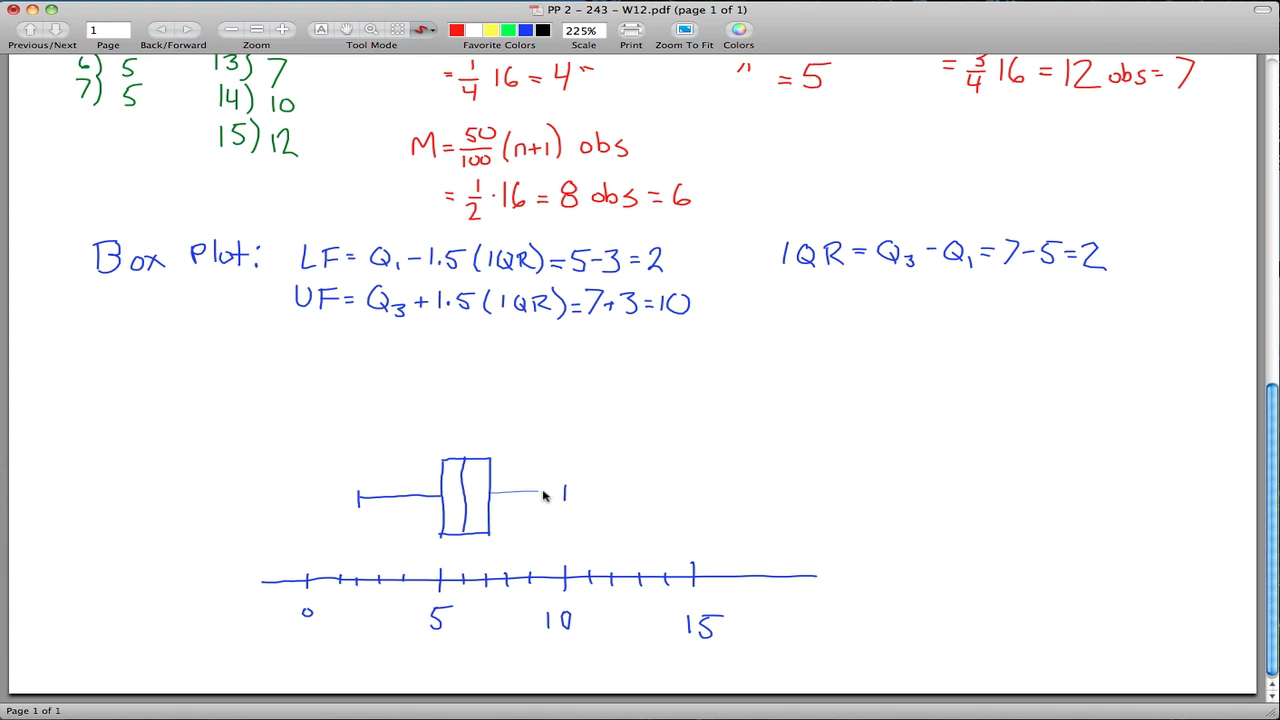 PP 2 - 243 - W12.pdf (page 1 of 1)
1
225%
Previous/Next Page Back/Forward Zoom Tool Mode Favorite Colors Scale Print Zoom To Fit Colors
6) 5
7) 5
13) 7
14) 10
15) 12
= 1/4 16 = 4 "
" = 5
= 3/4 16 = 12 obs = 7
M = 50/100 (n+1) obs
= 1/2 · 16 = 8 obs = 6
Box Plot: LF = Q₁ - 1.5 (IQR) = 5-3 = 2
IQR = Q₃ - Q₁ = 7-5 = 2
UF = Q₃ + 1.5 (IQR) = 7+3 = 10
0 5 10 15
Page 1 of 1